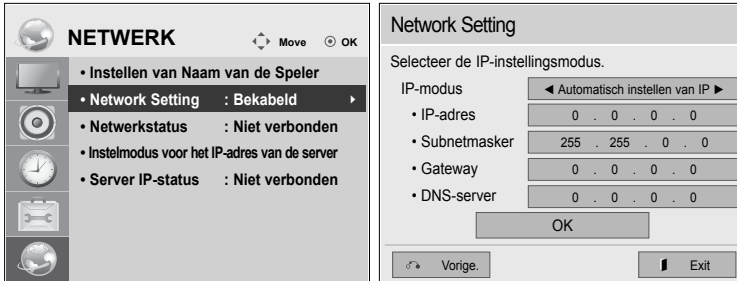 NETWERK Move OK
• Instellen van Naam van de Speler
• Network Setting : Bekabeld
• Netwerkstatus : Niet verbonden
• Instelmodus voor het IP-adres van de server
• Server IP-status : Niet verbonden
Network Setting
Selecteer de IP-instellingsmodus.
IP-modus ◄ Automatisch instellen van IP ►
• IP-adres 0 . 0 . 0 . 0
• Subnetmasker 255 . 255 . 0 . 0
• Gateway 0 . 0 . 0 . 0
• DNS-server 0 . 0 . 0 . 0
OK
Vorige. Exit